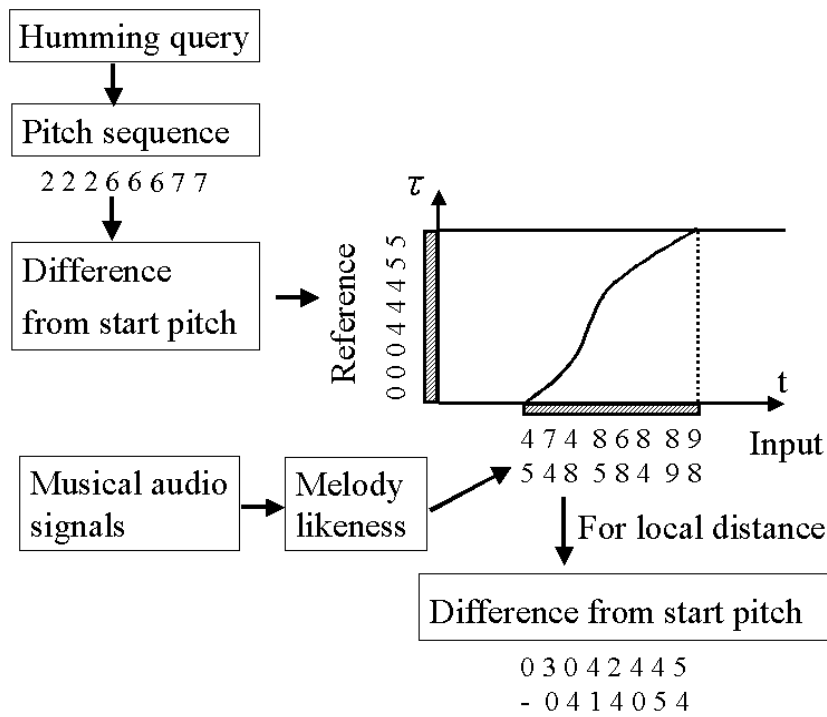 Humming query
Pitch sequence
2 2 2 6 6 6 7 7
Difference
from start pitch
τ
Reference
0 0 0 4 4 4 5 5
t
4 7 4 8 6 8 8 9
Input
5 4 8 5 8 4 9 8
Musical audio
signals
Melody
likeness
For local distance
Difference from start pitch
0 3 0 4 2 4 4 5
- 0 4 1 4 0 5 4